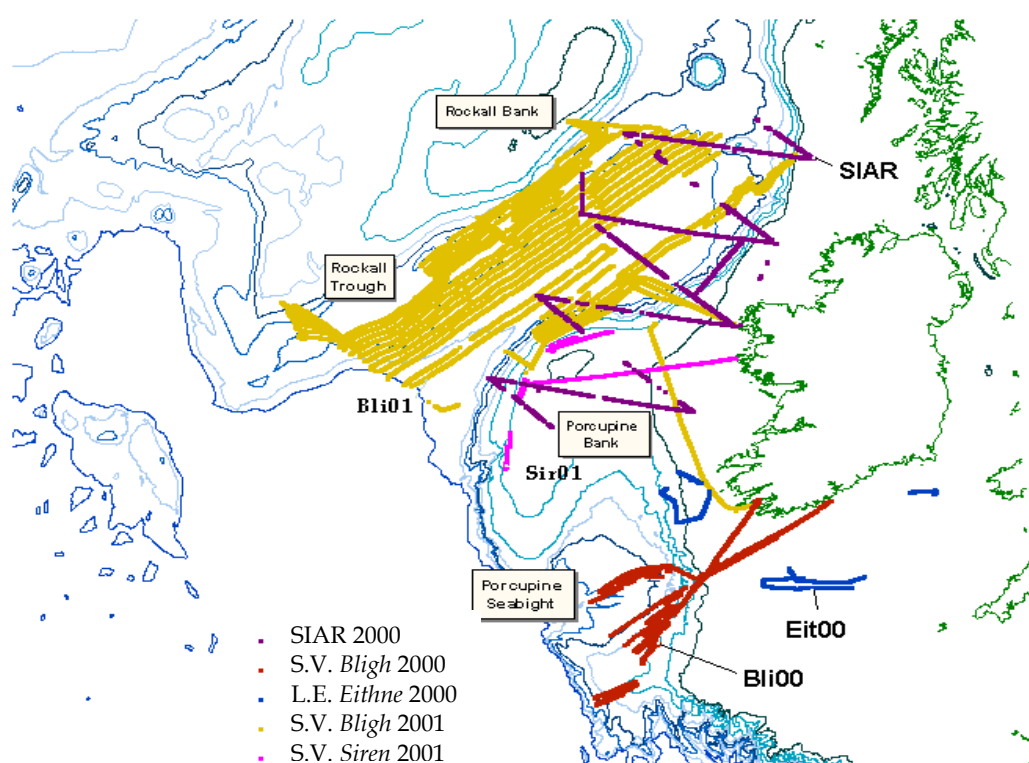 Rockall Bank
SIAR
Rockall
Trough
Bli01
Porcupine
Bank
Sir01
Porcupine
Seabight
Eit00
Bli00
SIAR 2000
S.V. Bligh 2000
L.E. Eithne 2000
S.V. Bligh 2001
S.V. Siren 2001